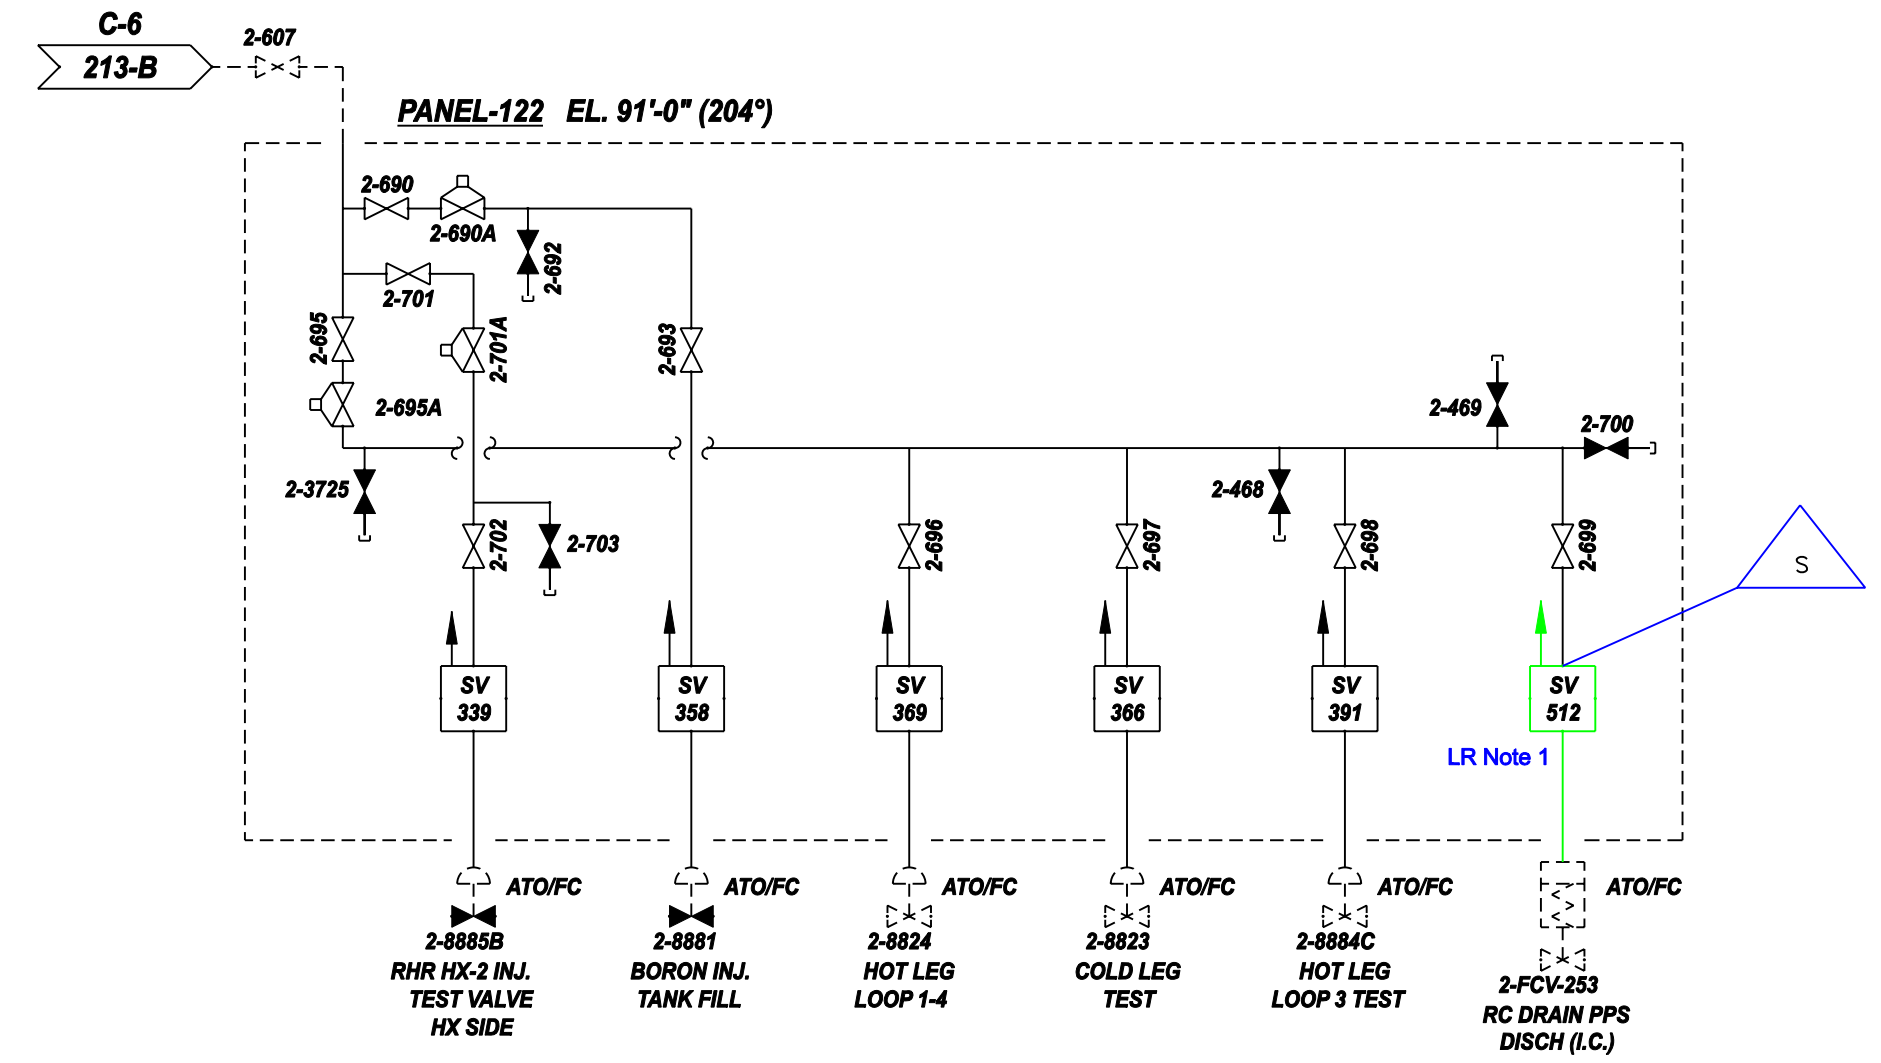 C-6
213-B
2-607
PANEL-122 EL. 91'-0" (204°)
2-690
2-690A
2-692
2-701
2-695
2-701A
2-693
2-695A
2-469
2-700
2-3725
2-468
2-702
2-703
2-696
2-697
2-698
2-699
S
SV
339
SV
358
SV
369
SV
366
SV
391
SV
512
LR Note 1
ATO/FC
ATO/FC
ATO/FC
ATO/FC
ATO/FC
ATO/FC
2-8885B
RHR HX-2 INJ.
TEST VALVE
HX SIDE
2-8881
BORON INJ.
TANK FILL
2-8824
HOT LEG
LOOP 1-4
2-8823
COLD LEG
TEST
2-8884C
HOT LEG
LOOP 3 TEST
2-FCV-253
RC DRAIN PPS
DISCH (I.C.)